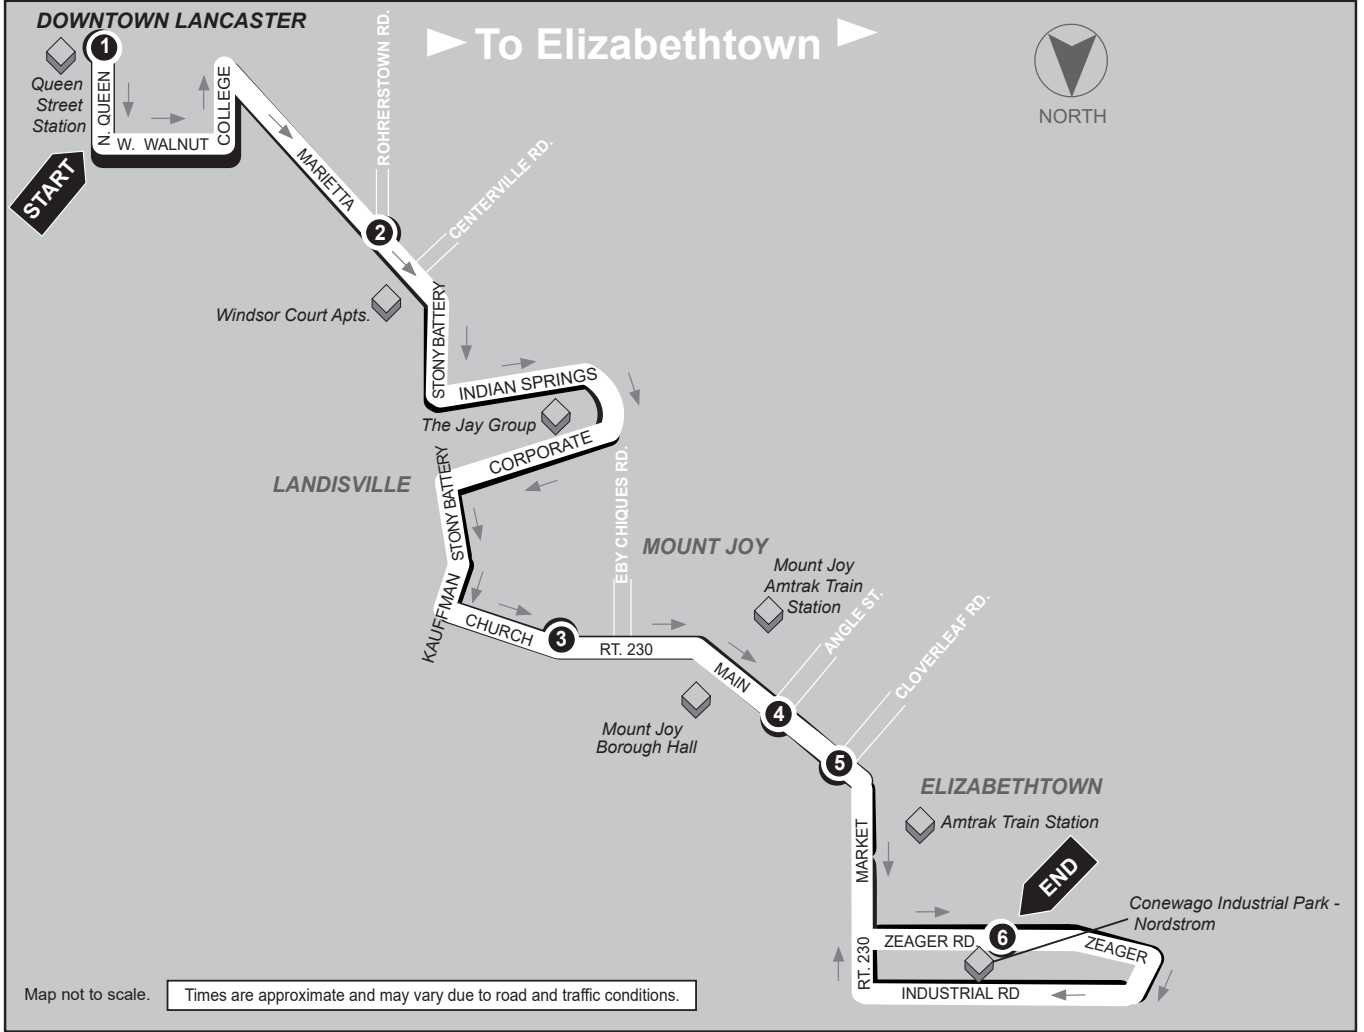 DOWNTOWN LANCASTER
1
Queen
Street
Station
N. QUEEN
W. WALNUT
COLLEGE
START
To Elizabethtown
NORTH
MARIETTA
ROHRERSTOWN RD.
2
CENTERVILLE RD.
Windsor Court Apts.
STONY BATTERY
INDIAN SPRINGS
The Jay Group
CORPORATE
LANDISVILLE
STONY BATTERY
KAUFFMAN
CHURCH
3
EBY CHIQUES RD.
RT. 230
MOUNT JOY
Mount Joy
Amtrak Train
Station
MAIN
Mount Joy
Borough Hall
4
ANGLE ST.
5
CLOVERLEAF RD.
ELIZABETHTOWN
Amtrak Train Station
MARKET
END
Conewago Industrial Park -
Nordstrom
ZEAGER RD.
6
ZEAGER
RT. 230
INDUSTRIAL RD
Map not to scale.
Times are approximate and may vary due to road and traffic conditions.